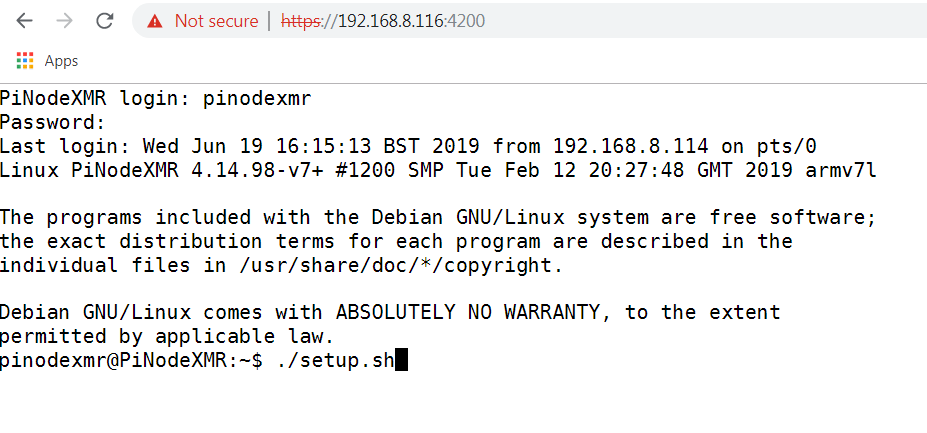 Not secure | https://192.168.8.116:4200
Apps
PiNodeXMR login: pinodexmr
Password:
Last login: Wed Jun 19 16:15:13 BST 2019 from 192.168.8.114 on pts/0
Linux PiNodeXMR 4.14.98-v7+ #1200 SMP Tue Feb 12 20:27:48 GMT 2019 armv7l
The programs included with the Debian GNU/Linux system are free software;
the exact distribution terms for each program are described in the
individual files in /usr/share/doc/*/copyright.
Debian GNU/Linux comes with ABSOLUTELY NO WARRANTY, to the extent
permitted by applicable law.
pinodexmr@PiNodeXMR:~$ ./setup.sh